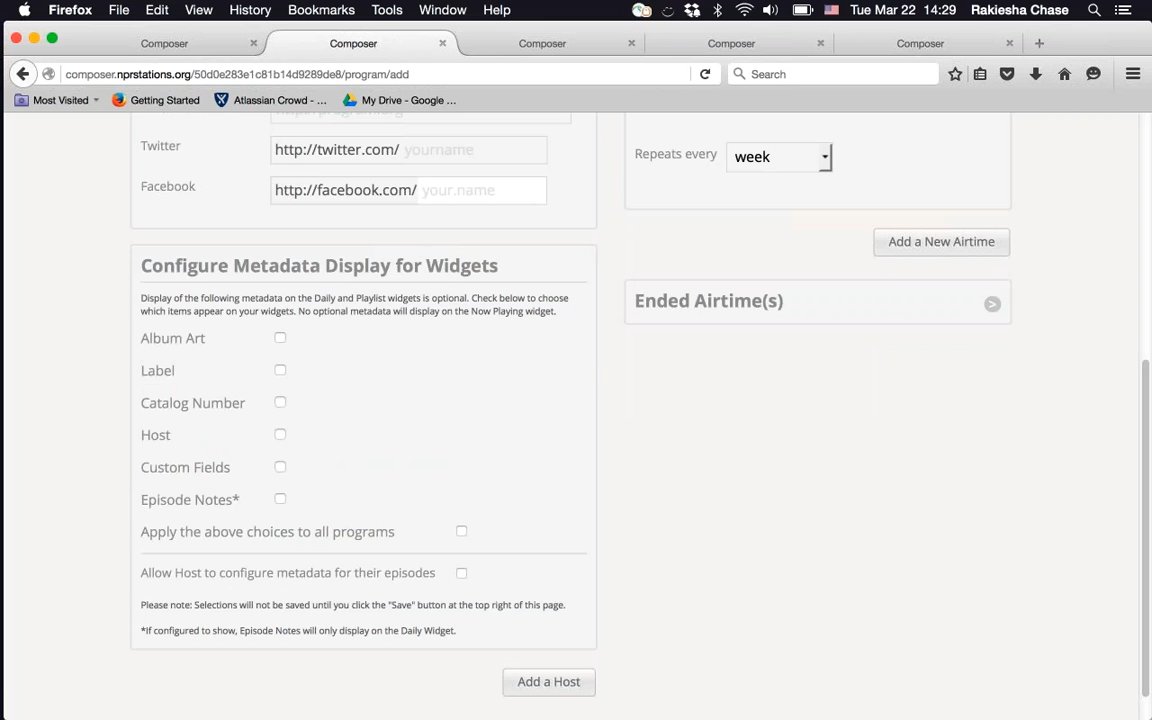 Firefox File Edit View History Bookmarks Tools Window Help Tue Mar 22 14:29 Rakiesha Chase
Composer Composer Composer Composer Composer
composer.nprstations.org/50d0e283e1c81b14d9289de8/program/add Search
Most Visited Getting Started Atlassian Crowd - ... My Drive - Google ...
Twitter http://twitter.com/ yourname
Facebook http://facebook.com/ your.name
Repeats every week
Add a New Airtime
Ended Airtime(s)
Configure Metadata Display for Widgets
Display of the following metadata on the Daily and Playlist widgets is optional. Check below to choose
which items appear on your widgets. No optional metadata will display on the Now Playing widget.
Album Art
Label
Catalog Number
Host
Custom Fields
Episode Notes*
Apply the above choices to all programs
Allow Host to configure metadata for their episodes
Please note: Selections will not be saved until you click the "Save" button at the top right of this page.
*If configured to show, Episode Notes will only display on the Daily Widget.
Add a Host